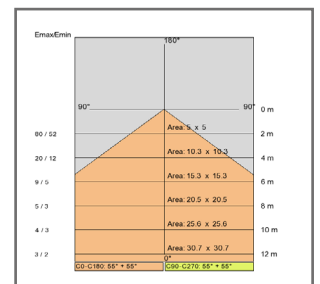 Emax/Emin
180°
90° 90° 0 m
80 / 52 Area: 5 x 5 2 m
20 / 12 Area: 10.3 x 10.3 4 m
9 / 5 Area: 15.3 x 15.3 6 m
5 / 3 Area: 20.5 x 20.5 8 m
4 / 3 Area: 25.6 x 25.6 10 m
3 / 2 Area: 30.7 x 30.7 12 m
0°
C0-C180: 55° + 55° C90-C270: 55° + 55°